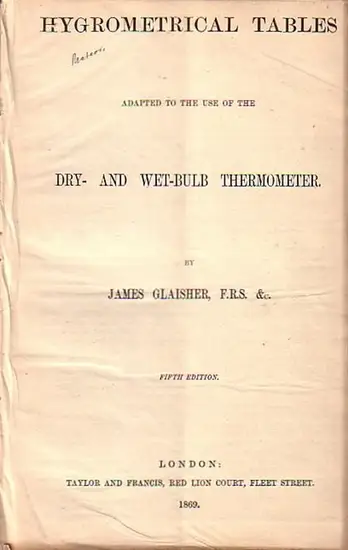 HYGROMETRICAL TABLES
ADAPTED TO THE USE OF THE
DRY- AND WET-BULB THERMOMETER.
BY
JAMES GLAISHER, F.R.S. &c.
FIFTH EDITION.
LONDON:
TAYLOR AND FRANCIS, RED LION COURT, FLEET STREET.
1869.